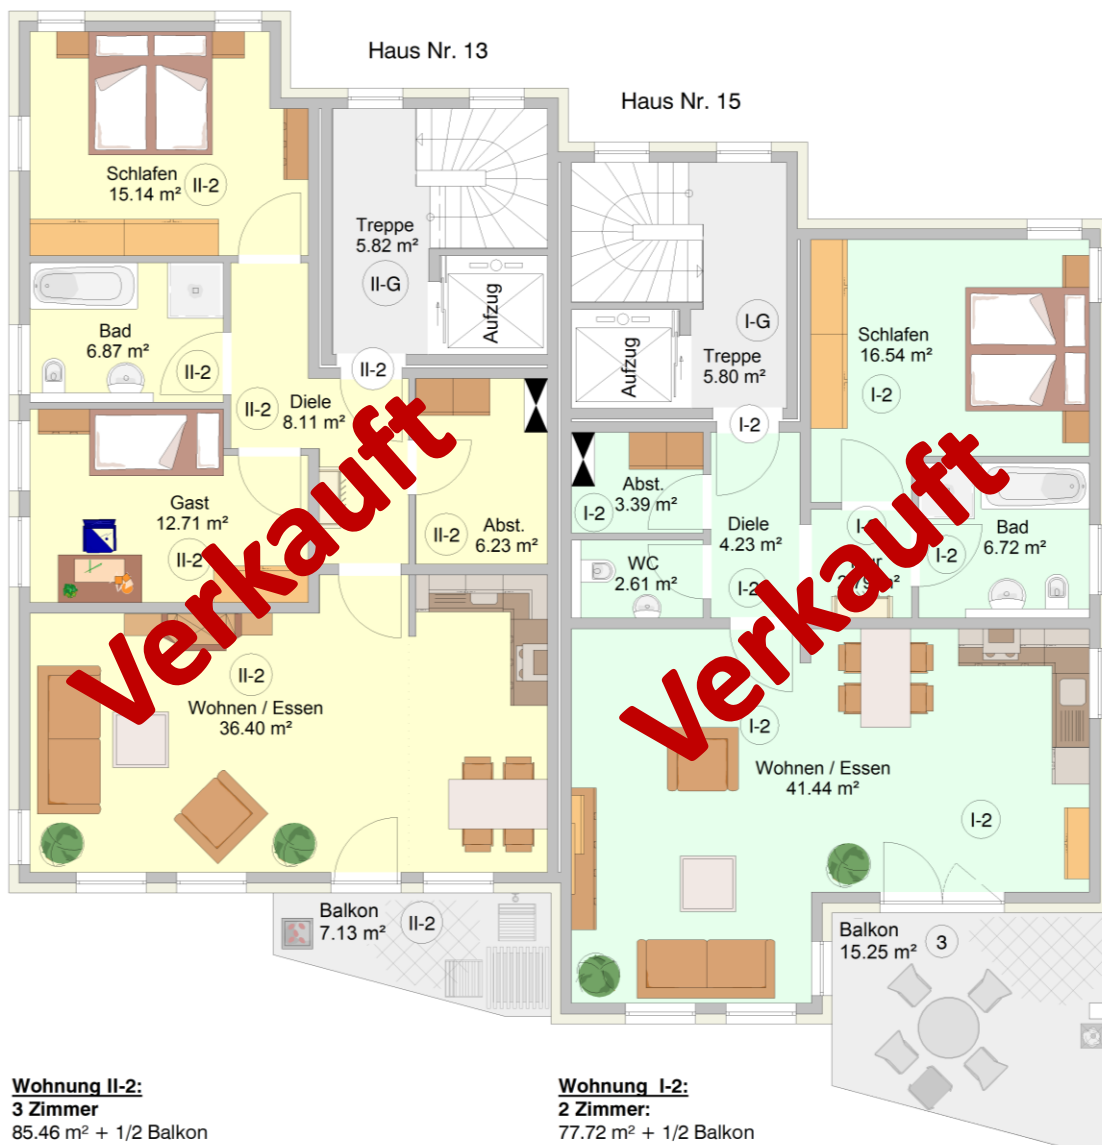 Haus Nr. 13
Haus Nr. 15
Schlafen
15.14 m²
II-2
Treppe
5.82 m²
II-G
Aufzug
Bad
6.87 m²
II-2
II-2
Diele
8.11 m²
II-2
Gast
12.71 m²
II-2
Abst.
6.23 m²
II-2
Wohnen / Essen
36.40 m²
II-2
Balkon
7.13 m²
II-2
Verkauft
Aufzug
I-G
Treppe
5.80 m²
I-2
Schlafen
16.54 m²
I-2
Abst.
3.39 m²
I-2
WC
2.61 m²
Diele
4.23 m²
I-2
Bad
6.72 m²
I-2
I-2
Wohnen / Essen
41.44 m²
I-2
Balkon
15.25 m²
3
Verkauft
Wohnung II-2:
3 Zimmer
85.46 m² + 1/2 Balkon
Wohnung I-2:
2 Zimmer:
77.72 m² + 1/2 Balkon